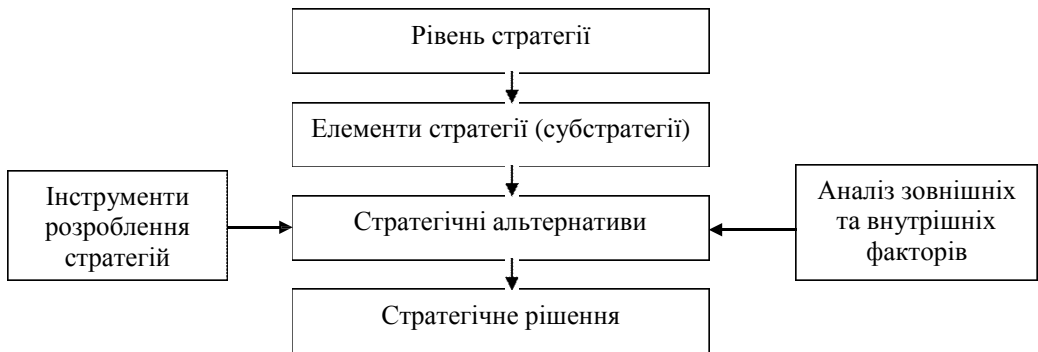 Рівень стратегії
Елементи стратегії (субстратегії)
Інструменти
розроблення
стратегій
Стратегічні альтернативи
Аналіз зовнішніх
та внутрішніх
факторів
Стратегічне рішення